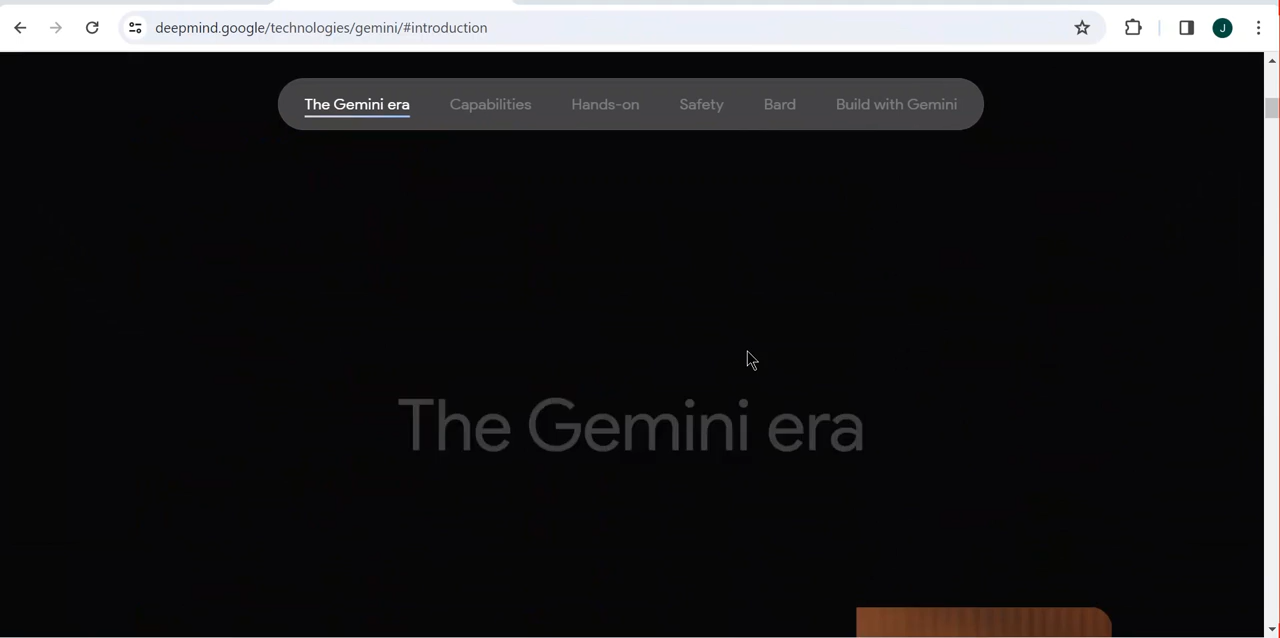 deepmind.google/technologies/gemini/#introduction
J
The Gemini era Capabilities Hands-on Safety Bard Build with Gemini
The Gemini era